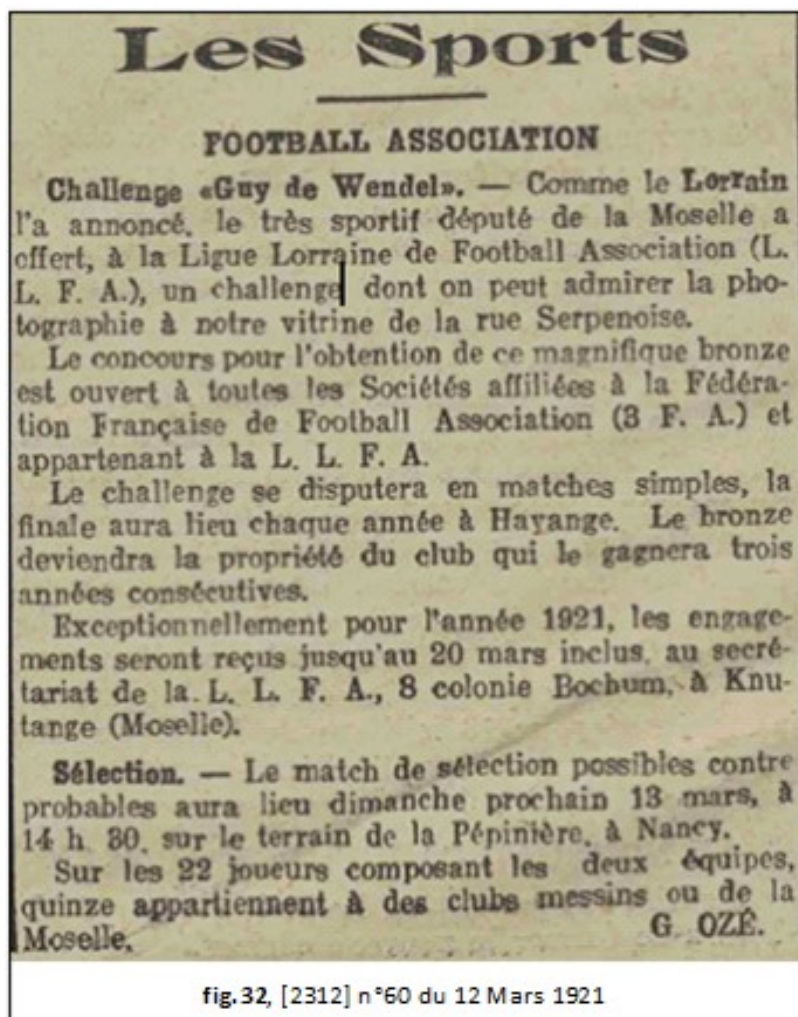 Les Sports
FOOTBALL ASSOCIATION
Challenge «Guy de Wendel». — Comme le Lorrain
l'a annoncé, le très sportif député de la Moselle a
offert, à la Ligue Lorraine de Football Association (L.
L. F. A.), un challenge dont on peut admirer la pho-
tographie à notre vitrine de la rue Serpenoise.
Le concours pour l'obtention de ce magnifique bronze
est ouvert à toutes les Sociétés affiliées à la Fédéra-
tion Française de Football Association (3 F. A.) et
appartenant à la L. L. F. A.
Le challenge se disputera en matches simples, la
finale aura lieu chaque année à Hayange. Le bronze
deviendra la propriété du club qui le gagnera trois
années consécutives.
Exceptionnellement pour l'année 1921, les engage-
ments seront reçus jusqu'au 20 mars inclus, au secré-
tariat de la L. L. F. A., 8 colonie Bochum, à Knu-
tange (Moselle).
Sélection. — Le match de sélection possibles contre
probables aura lieu dimanche prochain 13 mars, à
14 h. 30, sur le terrain de la Pépinière, à Nancy.
Sur les 22 joueurs composant les deux équipes,
quinze appartiennent à des clubs messins ou de la
Moselle. G. OZÉ.
fig.32, [2312] n°60 du 12 Mars 1921